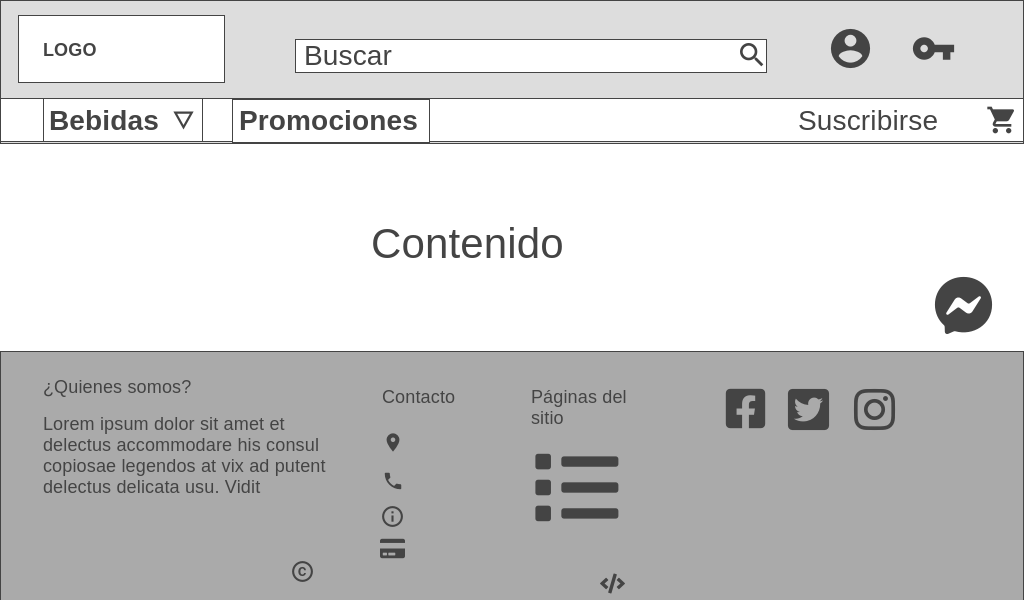 LOGO
Buscar
Bebidas
Promociones
Suscribirse
Contenido
¿Quienes somos?
Lorem ipsum dolor sit amet et
delectus accommodare his consul
copiosae legendos at vix ad putent
delectus delicata usu. Vidit
Contacto
Páginas del
sitio